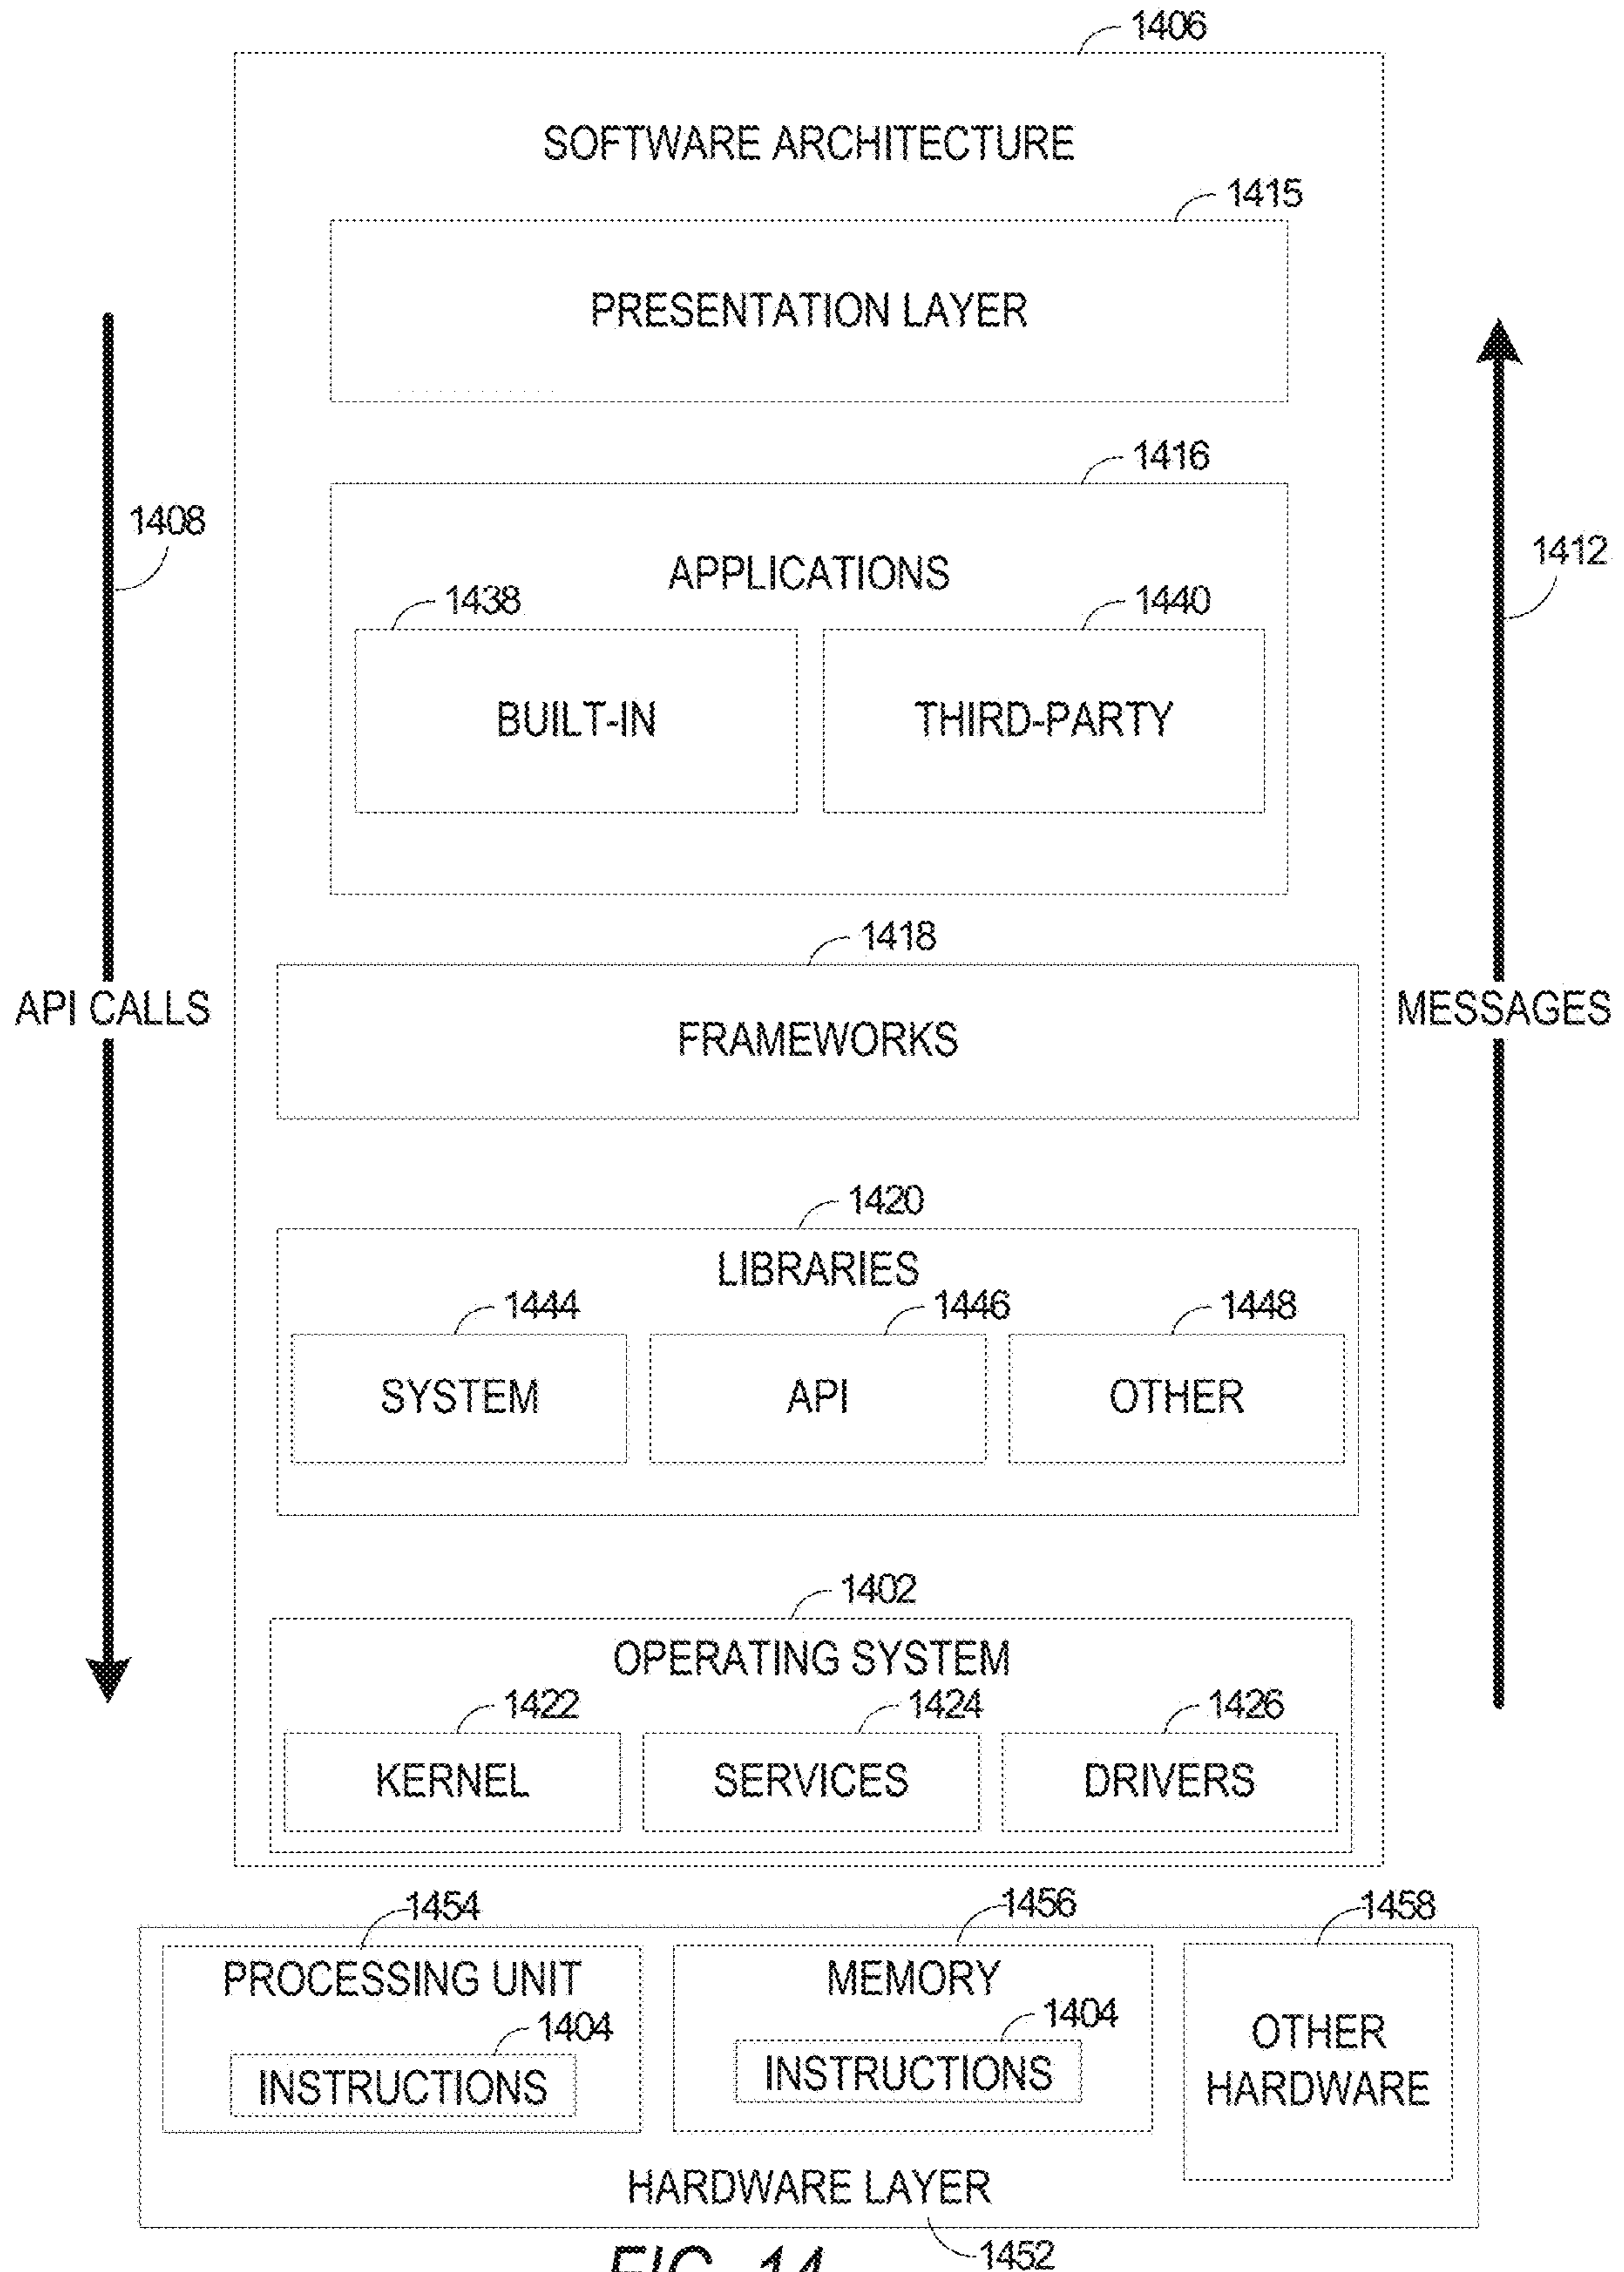 1406
SOFTWARE ARCHITECTURE
1415
PRESENTATION LAYER
1416
1408
1412
APPLICATIONS
1438
1440
BUILT-IN
THIRD-PARTY
1418
API CALLS
MESSAGES
FRAMEWORKS
1420
LIBRARIES
1444
1446
1448
SYSTEM
API
OTHER
1402
OPERATING SYSTEM
1422
1424
1426
KERNEL
SERVICES
DRIVERS
1454
1456
1458
PROCESSING UNIT
MEMORY
1404
1404
INSTRUCTIONS
INSTRUCTIONS
OTHER
HARDWARE
HARDWARE LAYER
1452
FIG. 14